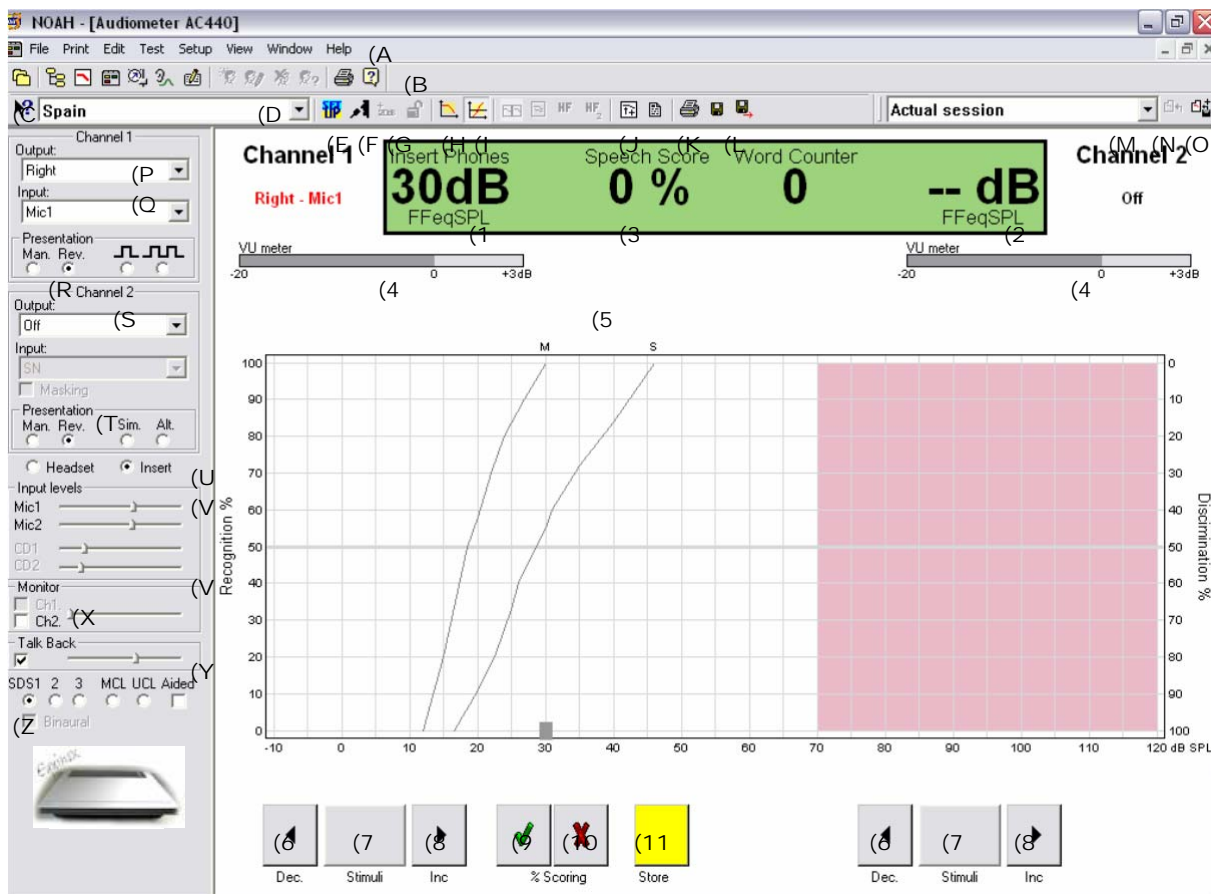 NOAH - [Audiometer AC440]
File Print Edit Test Setup View Window Help
(A
(B
(C Spain (D
HF HF2
Actual session
(E (F (G (H (I (J (K (L (M (N (O
Channel 1
Output:
Right (P
Input:
Mic1 (Q
Presentation
Man. Rev.
(R
Channel 2
Output:
Off (S
Input:
SN
Masking
Presentation
Man. Rev. (T Sim. Alt.
Headset Insert
(U
Input levels
Mic1 (V
Mic2
CD1
CD2
Monitor (V
Ch1.
Ch2. (X
Talk Back
(Y
SDS1 2 3 MCL UCL Aided
(Z Binaural
Equinox
Channel 1
Right - Mic1
Insert Phones Speech Score Word Counter
30dB 0 % 0 -- dB
FFeqSPL FFeqSPL
(1 (3 (2
Channel 2
Off
VU meter VU meter
-20 0 +3dB -20 0 +3dB
(4 (4
(5
M S
100 0
90 10
80 20
70 30
60 40
50 50
40 60
30 70
20 80
10 90
0 100
Recognition %
Discimination %
-10 0 10 20 30 40 50 60 70 80 90 100 110 120 dB SPL
(6 (7 (8 (9 (10 (11 (6 (7 (8
Dec. Stimuli Inc % Scoring Store Dec. Stimuli Inc